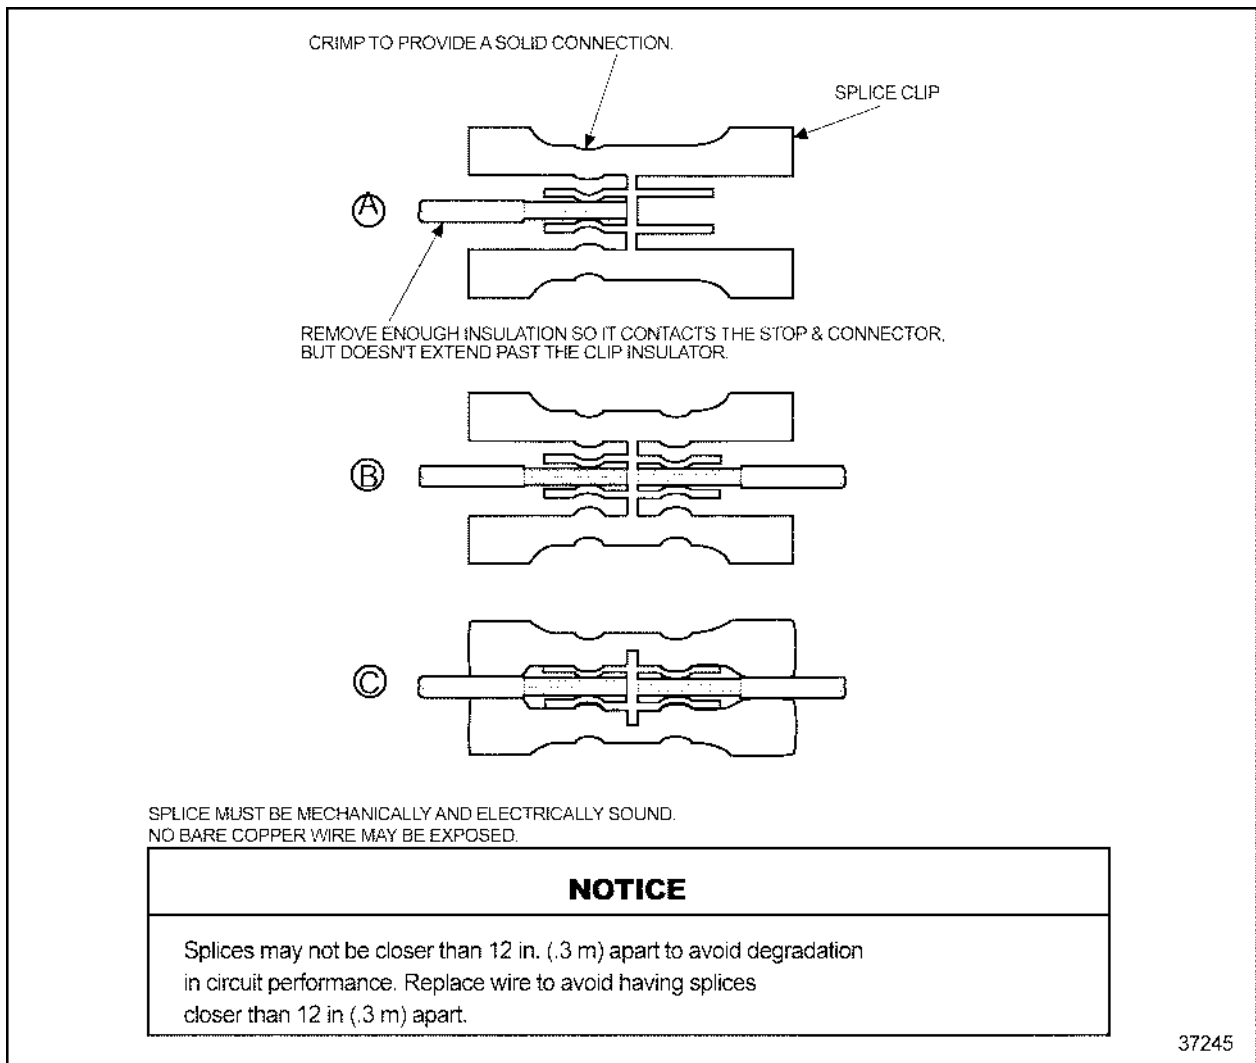 CRIMP TO PROVIDE A SOLID CONNECTION.
SPLICE CLIP
A
REMOVE ENOUGH INSULATION SO IT CONTACTS THE STOP & CONNECTOR,
BUT DOESN'T EXTEND PAST THE CLIP INSULATOR.
B
C
SPLICE MUST BE MECHANICALLY AND ELECTRICALLY SOUND.
NO BARE COPPER WIRE MAY BE EXPOSED.
NOTICE
Splices may not be closer than 12 in. (.3 m) apart to avoid degradation
in circuit performance. Replace wire to avoid having splices
closer than 12 in (.3 m) apart.
37245